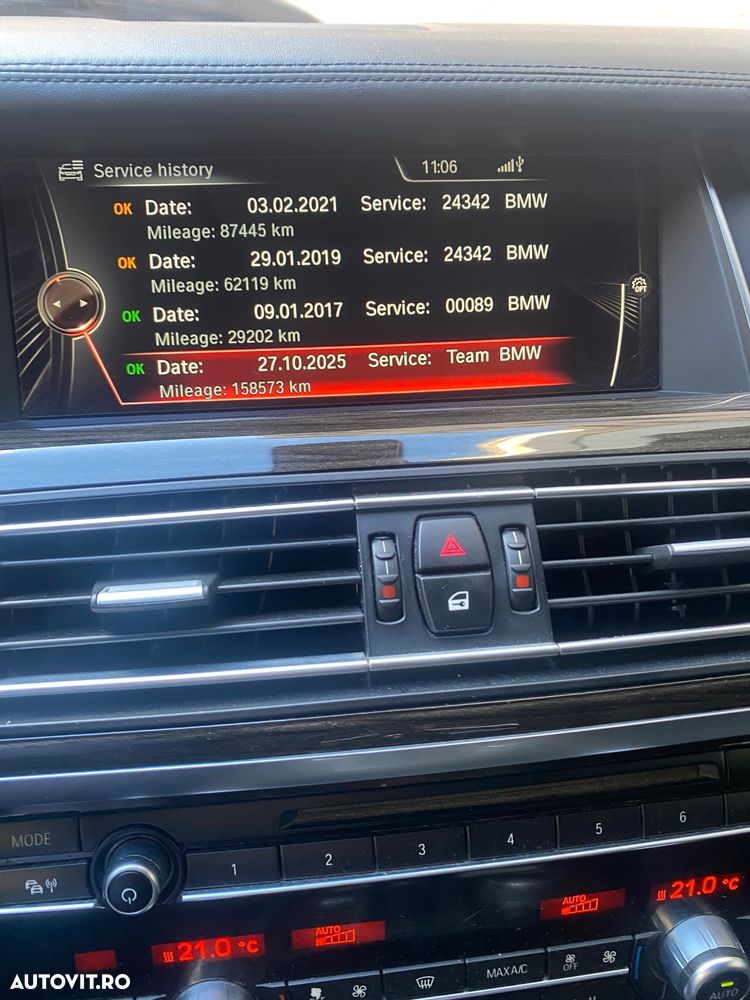 Service history
11:06
OK Date: 03.02.2021 Service: 24342 BMW
Mileage: 87445 km
OK Date: 29.01.2019 Service: 24342 BMW
Mileage: 62119 km
OPT
OK Date: 09.01.2017 Service: 00089 BMW
Mileage: 29202 km
OK Date: 27.10.2025 Service: Team BMW
Mileage: 158573 km
MODE
1 2 3 4 5 6
21.0 °C AUTO AUTO 21.0 °C
MAX A/C OFF
AUTO
AUTOVIT.RO